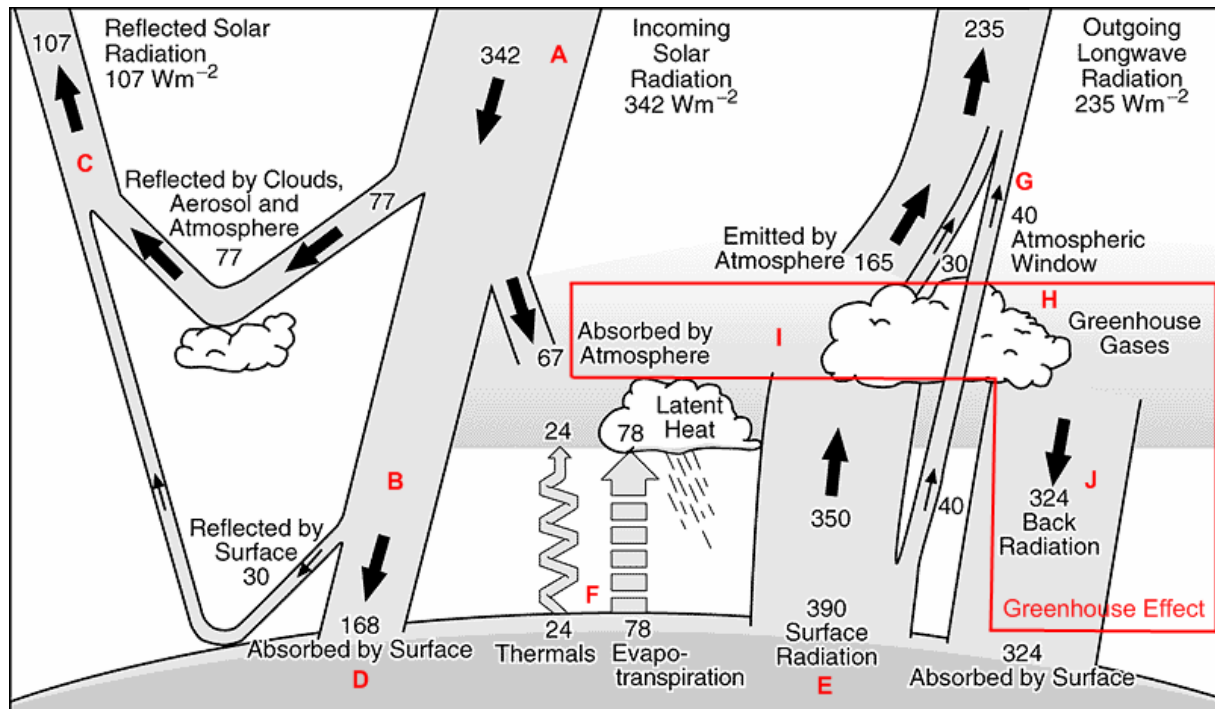 107
Reflected Solar
Radiation
107 Wm⁻²
342
A
Incoming
Solar
Radiation
342 Wm⁻²
235
Outgoing
Longwave
Radiation
235 Wm⁻²
C
Reflected by Clouds,
Aerosol and
Atmosphere
77
77
G
40
Atmospheric
Window
Emitted by
Atmosphere
165
30
H
Greenhouse
Gases
Absorbed by
Atmosphere
I
67
Latent
Heat
24
78
B
350
40
J
324
Back
Radiation
Reflected by
Surface
30
F
Greenhouse Effect
168
Absorbed by Surface
D
24
Thermals
78
Evapo-
transpiration
390
Surface
Radiation
E
324
Absorbed by Surface